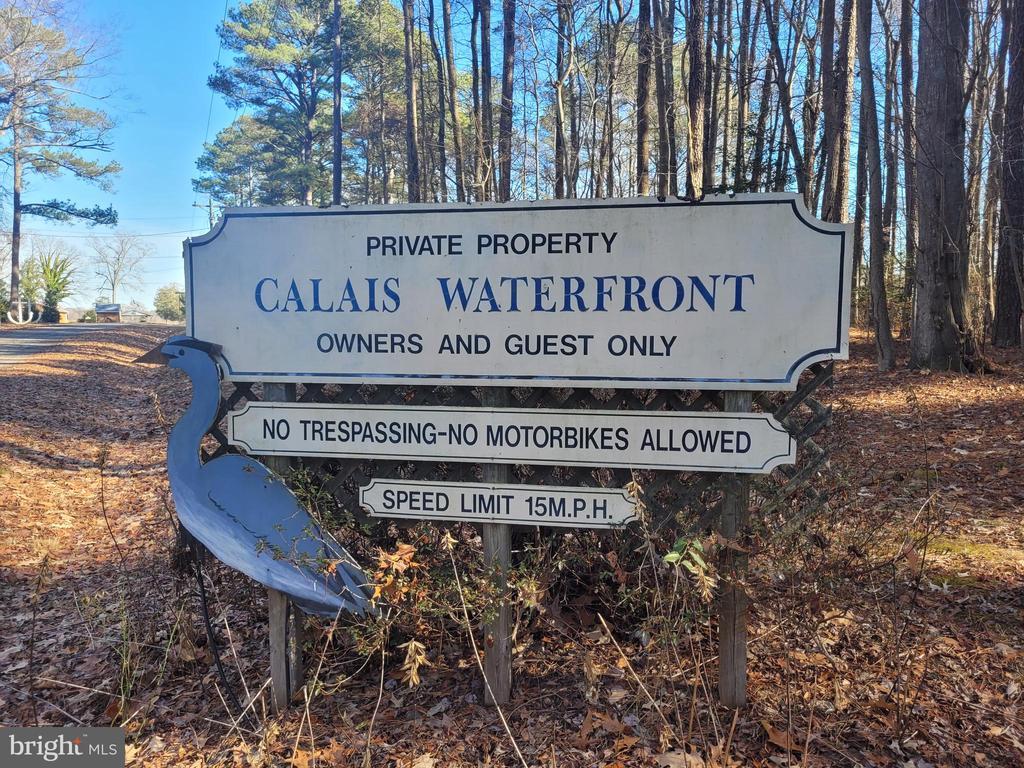 PRIVATE PROPERTY
CALAIS WATERFRONT
OWNERS AND GUEST ONLY
NO TRESPASSING-NO MOTORBIKES ALLOWED
SPEED LIMIT 15M.P.H.
bright MLS